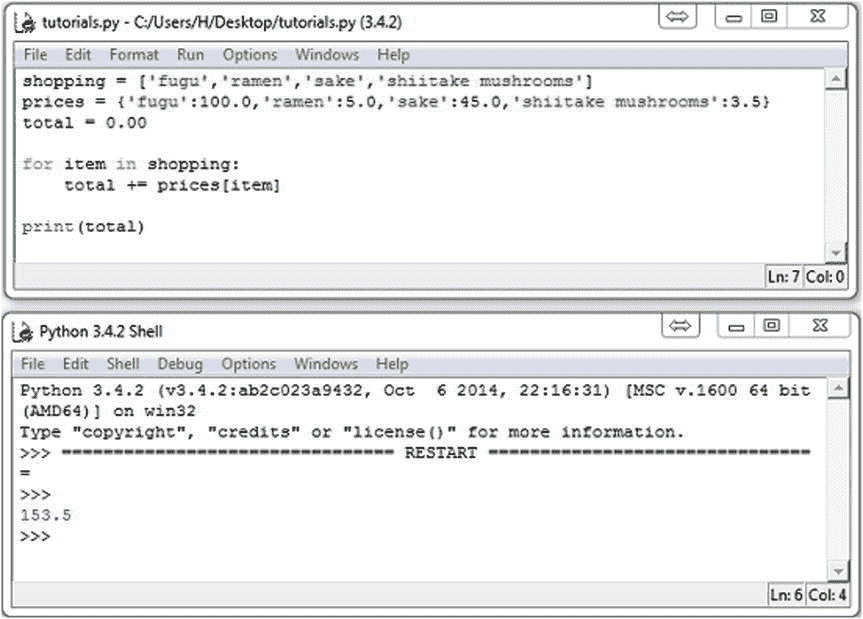 tutorials.py - C:/Users/H/Desktop/tutorials.py (3.4.2)
File Edit Format Run Options Windows Help
shopping = ['fugu','ramen','sake','shiitake mushrooms']
prices = {'fugu':100.0,'ramen':5.0,'sake':45.0,'shiitake mushrooms':3.5}
total = 0.00
for item in shopping:
    total += prices[item]
print(total)
Ln: 7 Col: 0
Python 3.4.2 Shell
File Edit Shell Debug Options Windows Help
Python 3.4.2 (v3.4.2:ab2c023a9432, Oct  6 2014, 22:16:31) [MSC v.1600 64 bit
(AMD64)] on win32
Type "copyright", "credits" or "license()" for more information.
>>> ================================ RESTART ===============================
=
>>>
153.5
>>>
Ln: 6 Col: 4